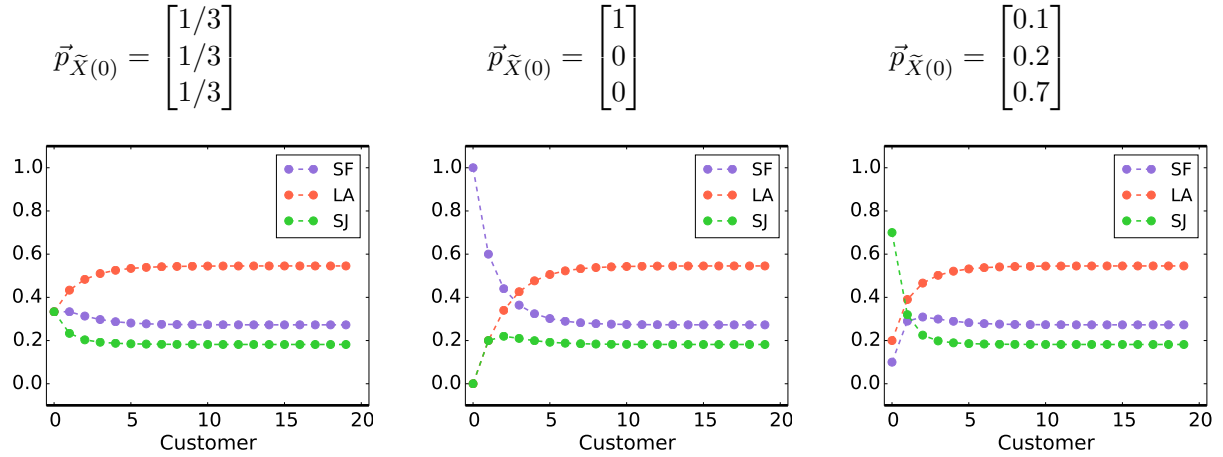 p⃗_X̃(0) = [1/3 1/3 1/3]
p⃗_X̃(0) = [1 0 0]
p⃗_X̃(0) = [0.1 0.2 0.7]
1.0
0.8
0.6
0.4
0.2
0.0
SF
LA
SJ
0 5 10 15 20
Customer
1.0
0.8
0.6
0.4
0.2
0.0
SF
LA
SJ
0 5 10 15 20
Customer
1.0
0.8
0.6
0.4
0.2
0.0
SF
LA
SJ
0 5 10 15 20
Customer